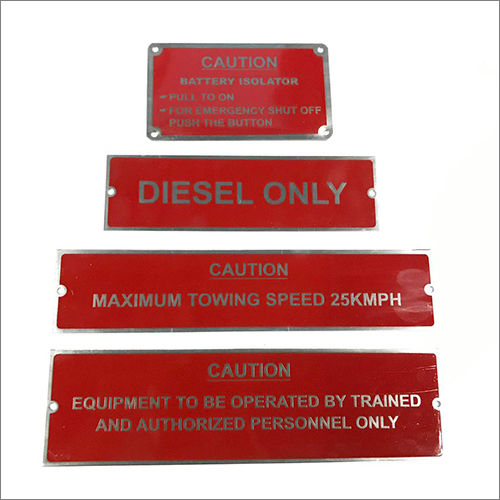 CAUTION
BATTERY ISOLATOR
PULL TO ON
FOR EMERGENCY SHUT OFF
PUSH THE BUTTON
DIESEL ONLY
CAUTION
MAXIMUM TOWING SPEED 25KMPH
CAUTION
EQUIPMENT TO BE OPERATED BY TRAINED
AND AUTHORIZED PERSONNEL ONLY